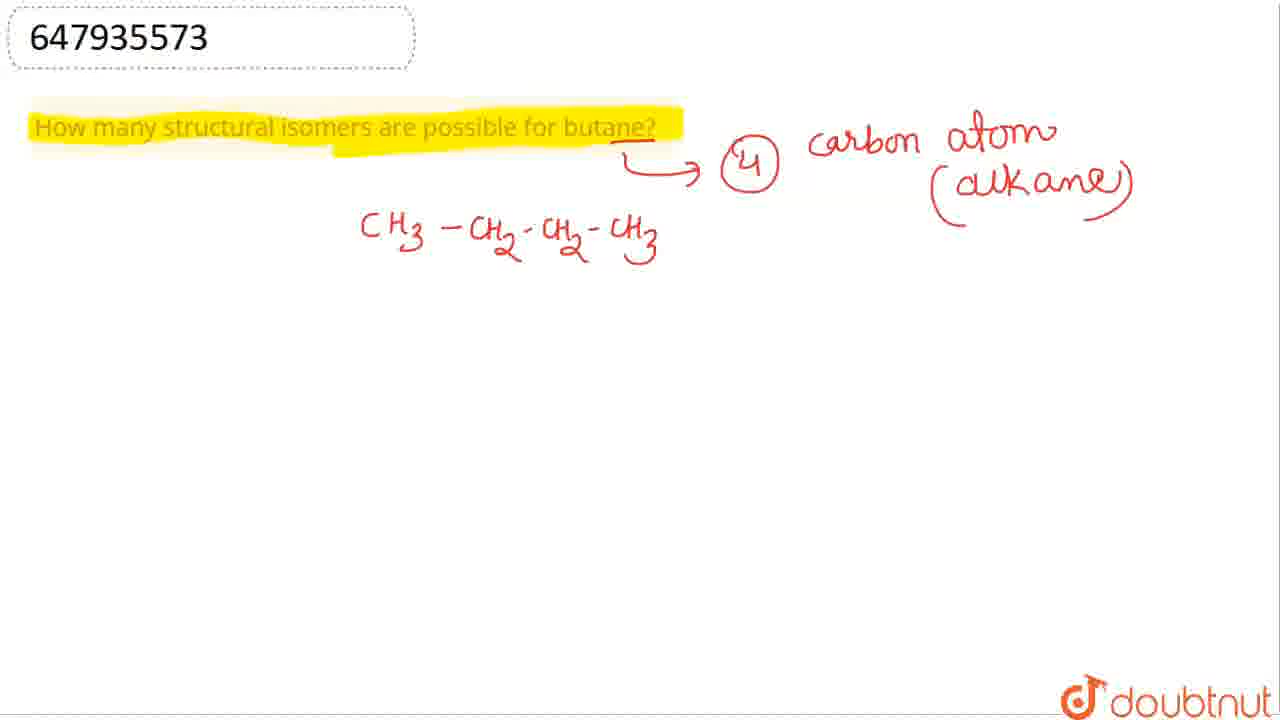 647935573
How many structural isomers are possible for butane?
4 carbon atom
(alkane)
CH3 - CH2 - CH2 - CH3
doubtnut